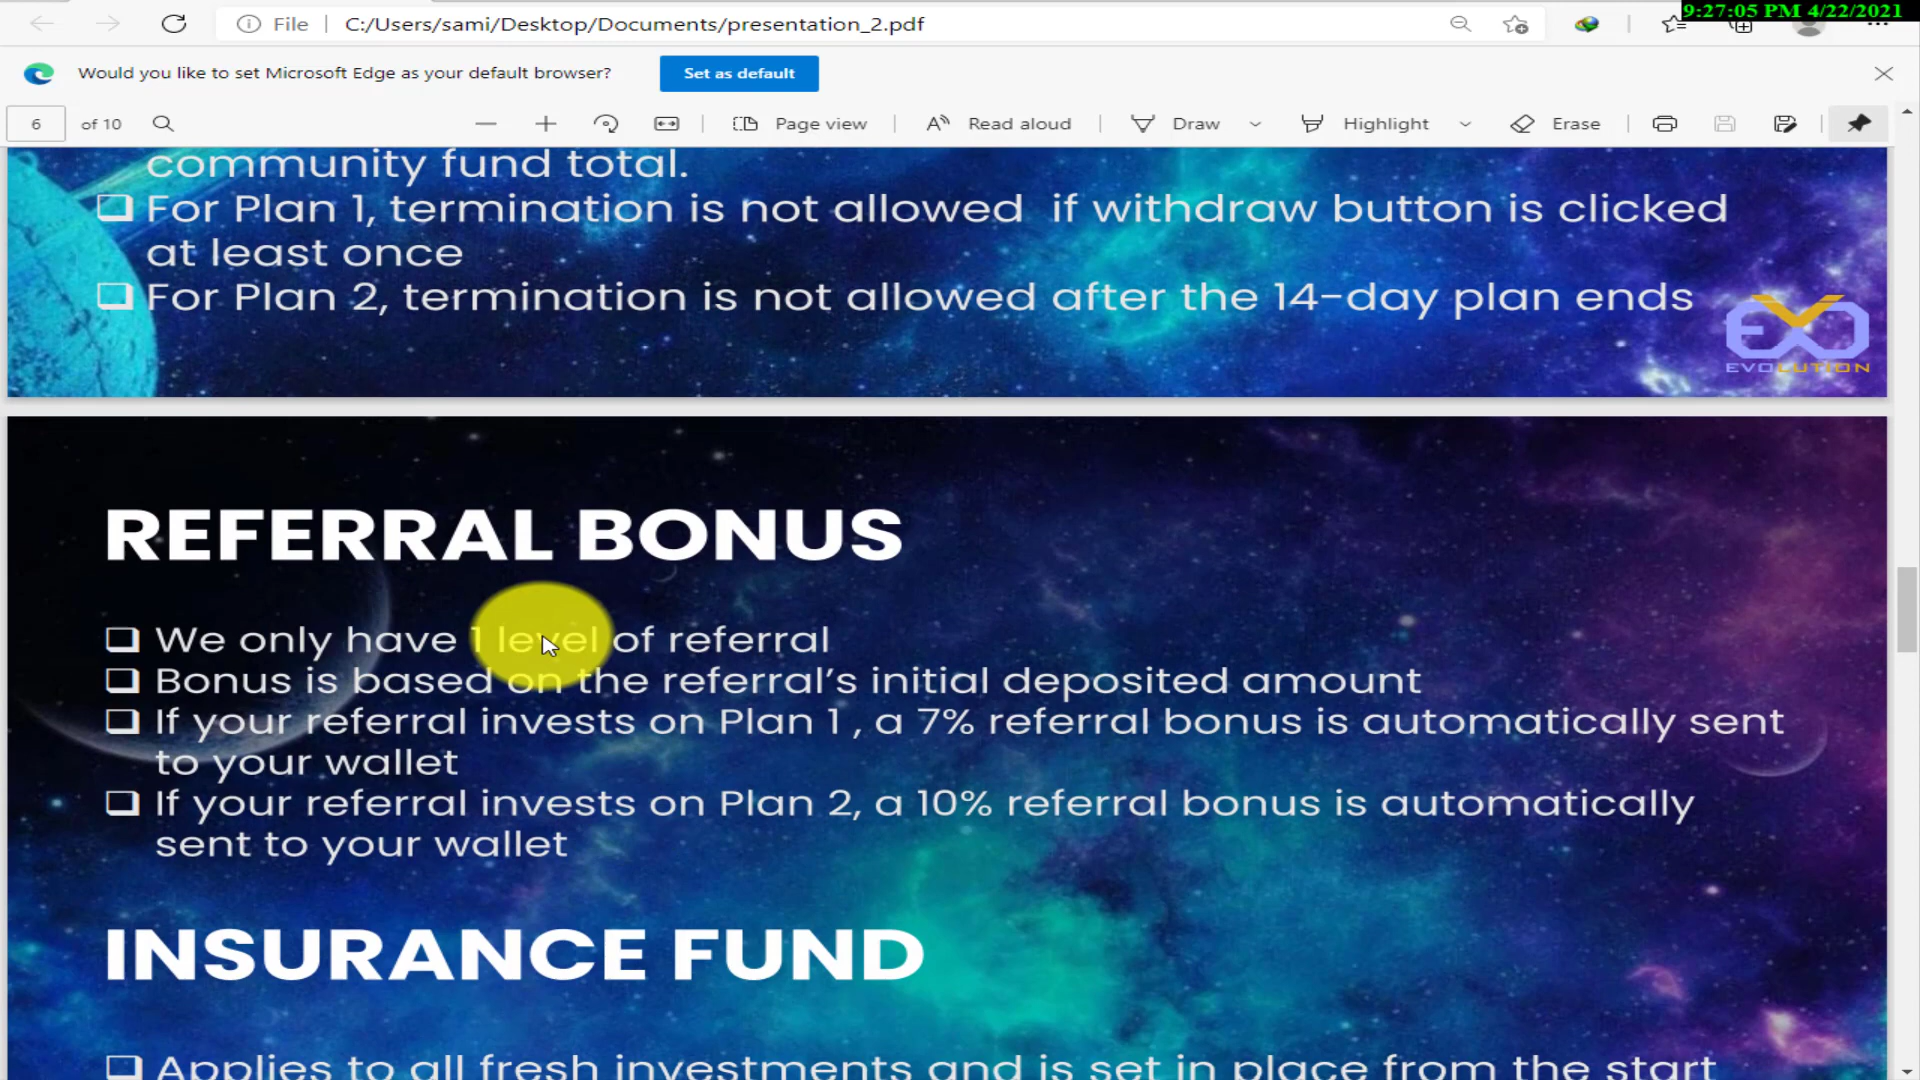 9:27:05 PM 4/22/2021
File C:/Users/sami/Desktop/Documents/presentation_2.pdf
Would you like to set Microsoft Edge as your default browser? Set as default
6 of 10 Page view Read aloud Draw Highlight Erase
community fund total.
For Plan 1, termination is not allowed if withdraw button is clicked
at least once
For Plan 2, termination is not allowed after the 14-day plan ends
EVO
EVOLUTION
REFERRAL BONUS
We only have 1 level of referral
Bonus is based on the referral's initial deposited amount
If your referral invests on Plan 1 , a 7% referral bonus is automatically sent
to your wallet
If your referral invests on Plan 2, a 10% referral bonus is automatically
sent to your wallet
INSURANCE FUND
Applies to all fresh investments and is set in place from the start